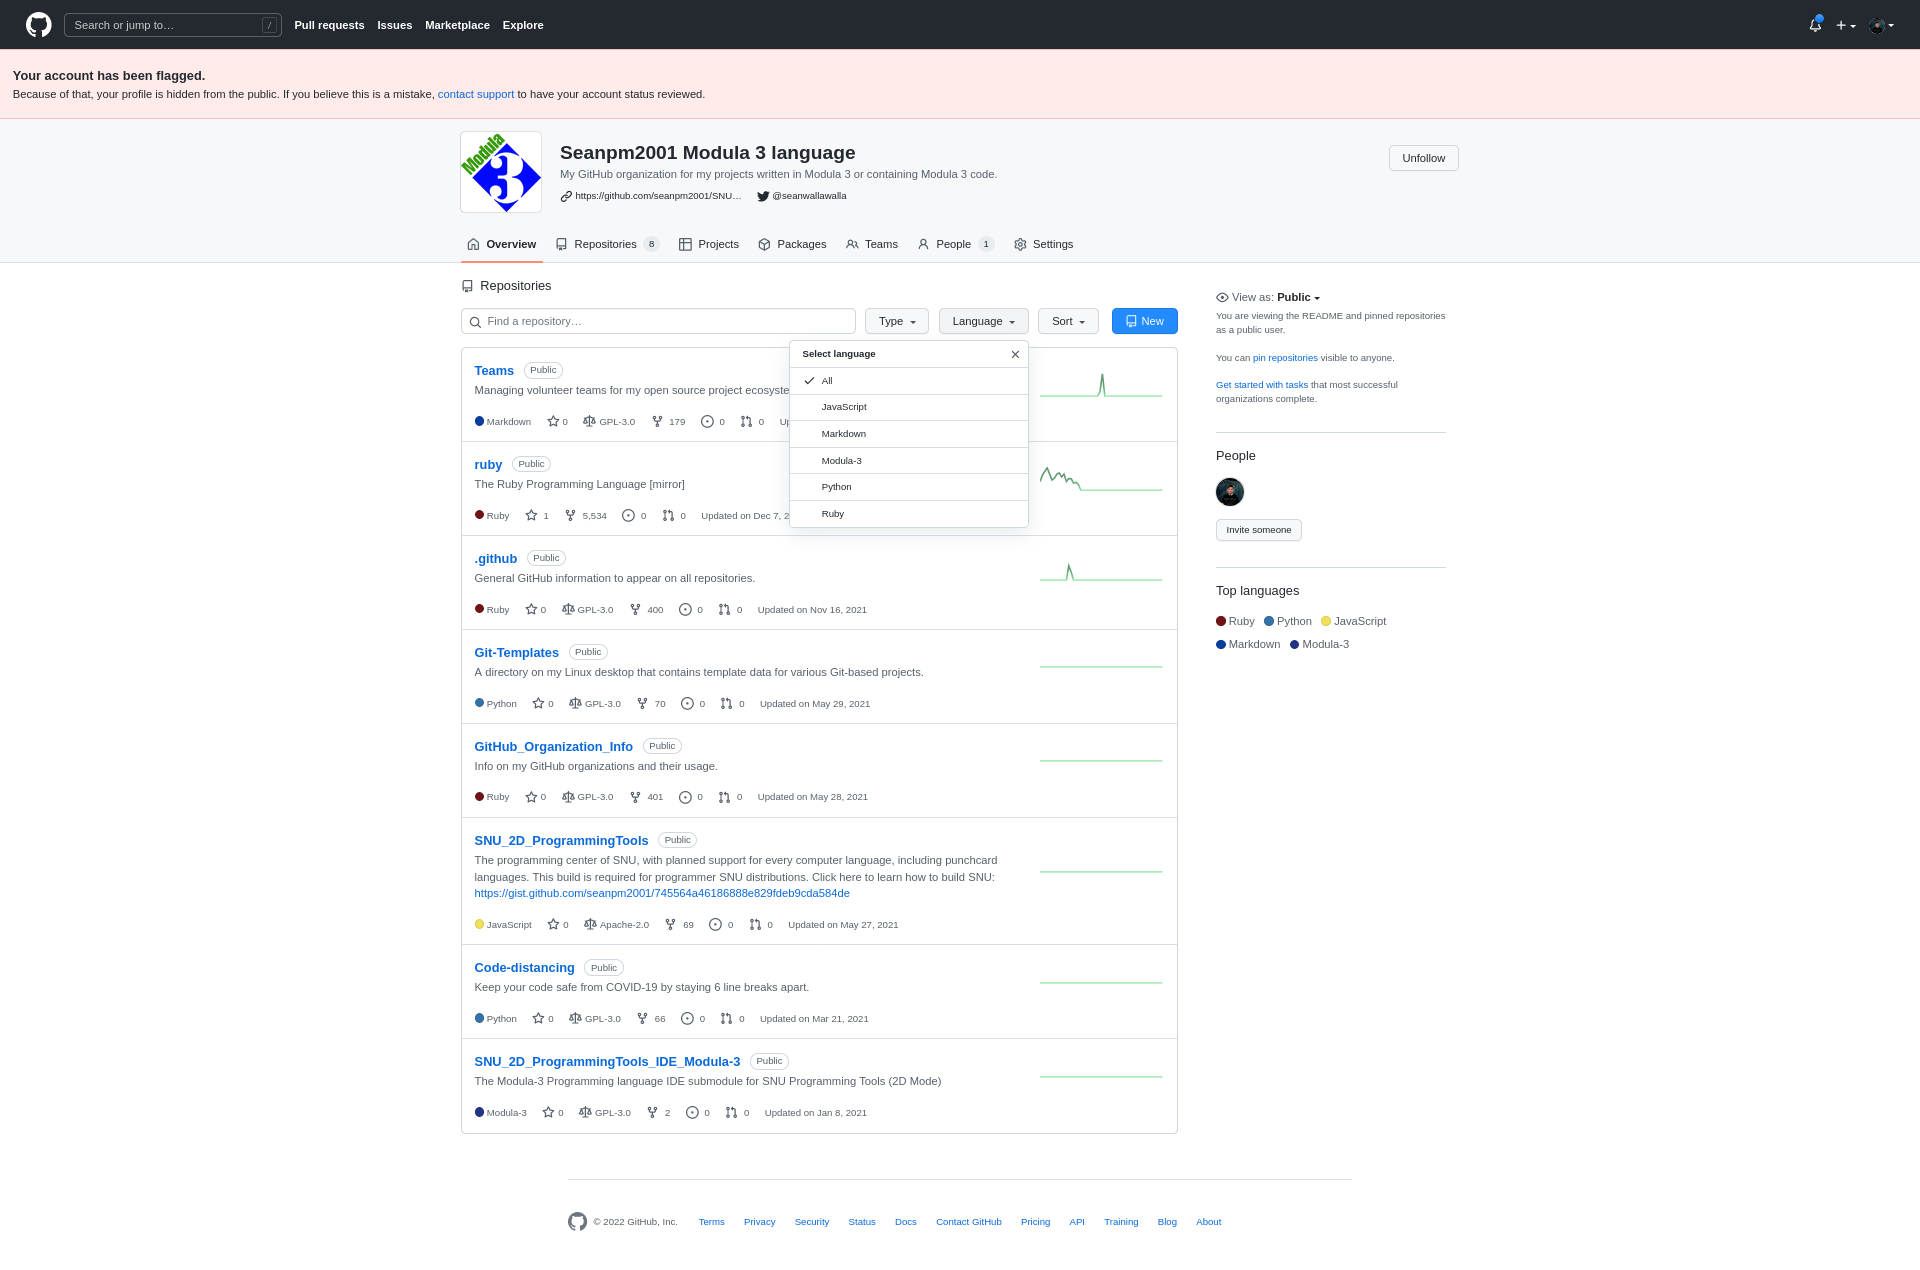 Search or jump to… /
Pull requests Issues Marketplace Explore
Your account has been flagged.
Because of that, your profile is hidden from the public. If you believe this is a mistake, contact support to have your account status reviewed.
Modula
3
Seanpm2001 Modula 3 language
My GitHub organization for my projects written in Modula 3 or containing Modula 3 code.
https://github.com/seanpm2001/SNU… @seanwallawalla
Unfollow
Overview Repositories 8 Projects Packages Teams People 1 Settings
Repositories
Find a repository… Type Language Sort New
Select language
All
JavaScript
Markdown
Modula-3
Python
Ruby
Teams Public
Managing volunteer teams for my open source project ecosyste
Markdown 0 GPL-3.0 179 0 0
ruby Public
The Ruby Programming Language [mirror]
Ruby 1 5,534 0 0 Updated on Dec 7, 2
.github Public
General GitHub information to appear on all repositories.
Ruby 0 GPL-3.0 400 0 0 Updated on Nov 16, 2021
Git-Templates Public
A directory on my Linux desktop that contains template data for various Git-based projects.
Python 0 GPL-3.0 70 0 0 Updated on May 29, 2021
GitHub_Organization_Info Public
Info on my GitHub organizations and their usage.
Ruby 0 GPL-3.0 401 0 0 Updated on May 28, 2021
SNU_2D_ProgrammingTools Public
The programming center of SNU, with planned support for every computer language, including punchcard
languages. This build is required for programmer SNU distributions. Click here to learn how to build SNU:
https://gist.github.com/seanpm2001/745564a46186888e829fdeb9cda584de
JavaScript 0 Apache-2.0 69 0 0 Updated on May 27, 2021
Code-distancing Public
Keep your code safe from COVID-19 by staying 6 line breaks apart.
Python 0 GPL-3.0 66 0 0 Updated on Mar 21, 2021
SNU_2D_ProgrammingTools_IDE_Modula-3 Public
The Modula-3 Programming language IDE submodule for SNU Programming Tools (2D Mode)
Modula-3 0 GPL-3.0 2 0 0 Updated on Jan 8, 2021
View as: Public
You are viewing the README and pinned repositories
as a public user.
You can pin repositories visible to anyone.
Get started with tasks that most successful
organizations complete.
People
Invite someone
Top languages
Ruby Python JavaScript
Markdown Modula-3
© 2022 GitHub, Inc. Terms Privacy Security Status Docs Contact GitHub Pricing API Training Blog About